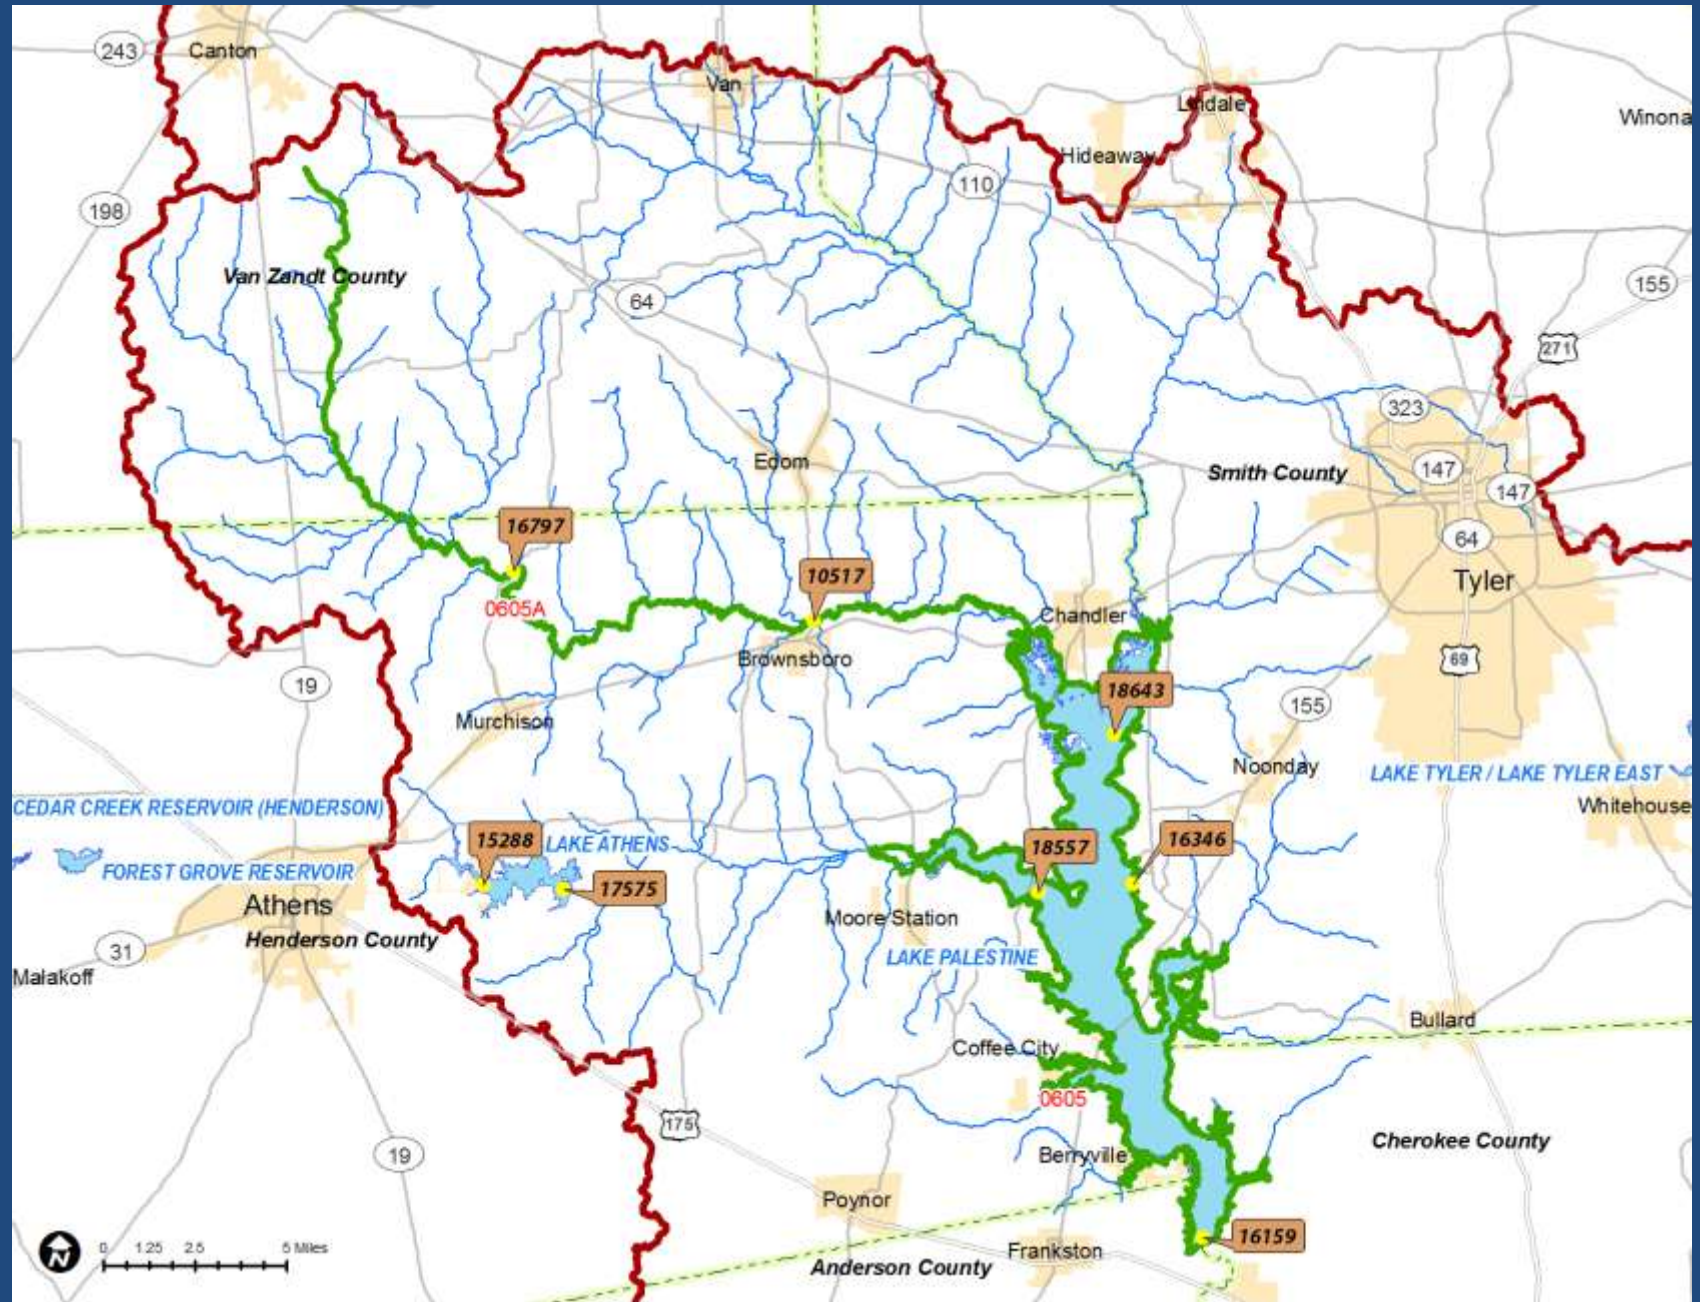 243
Canton
Van
Lindale
Winona
Hideaway
110
198
Van Zandt County
64
155
271
323
Edom
Smith County
147
147
16797
64
10517
Tyler
0605A
Chandler
Brownsboro
69
19
18643
155
Murchison
Noonday
LAKE TYLER / LAKE TYLER EAST
CEDAR CREEK RESERVOIR (HENDERSON)
Whitehouse
15288
LAKE ATHENS
18557
16346
FOREST GROVE RESERVOIR
17575
Athens
Moore Station
Henderson County
31
LAKE PALESTINE
Malakoff
Bullard
Coffee City
0605
175
Cherokee County
19
Berryville
Poynor
16159
N
0 1.25 2.5 5 Miles
Frankston
Anderson County